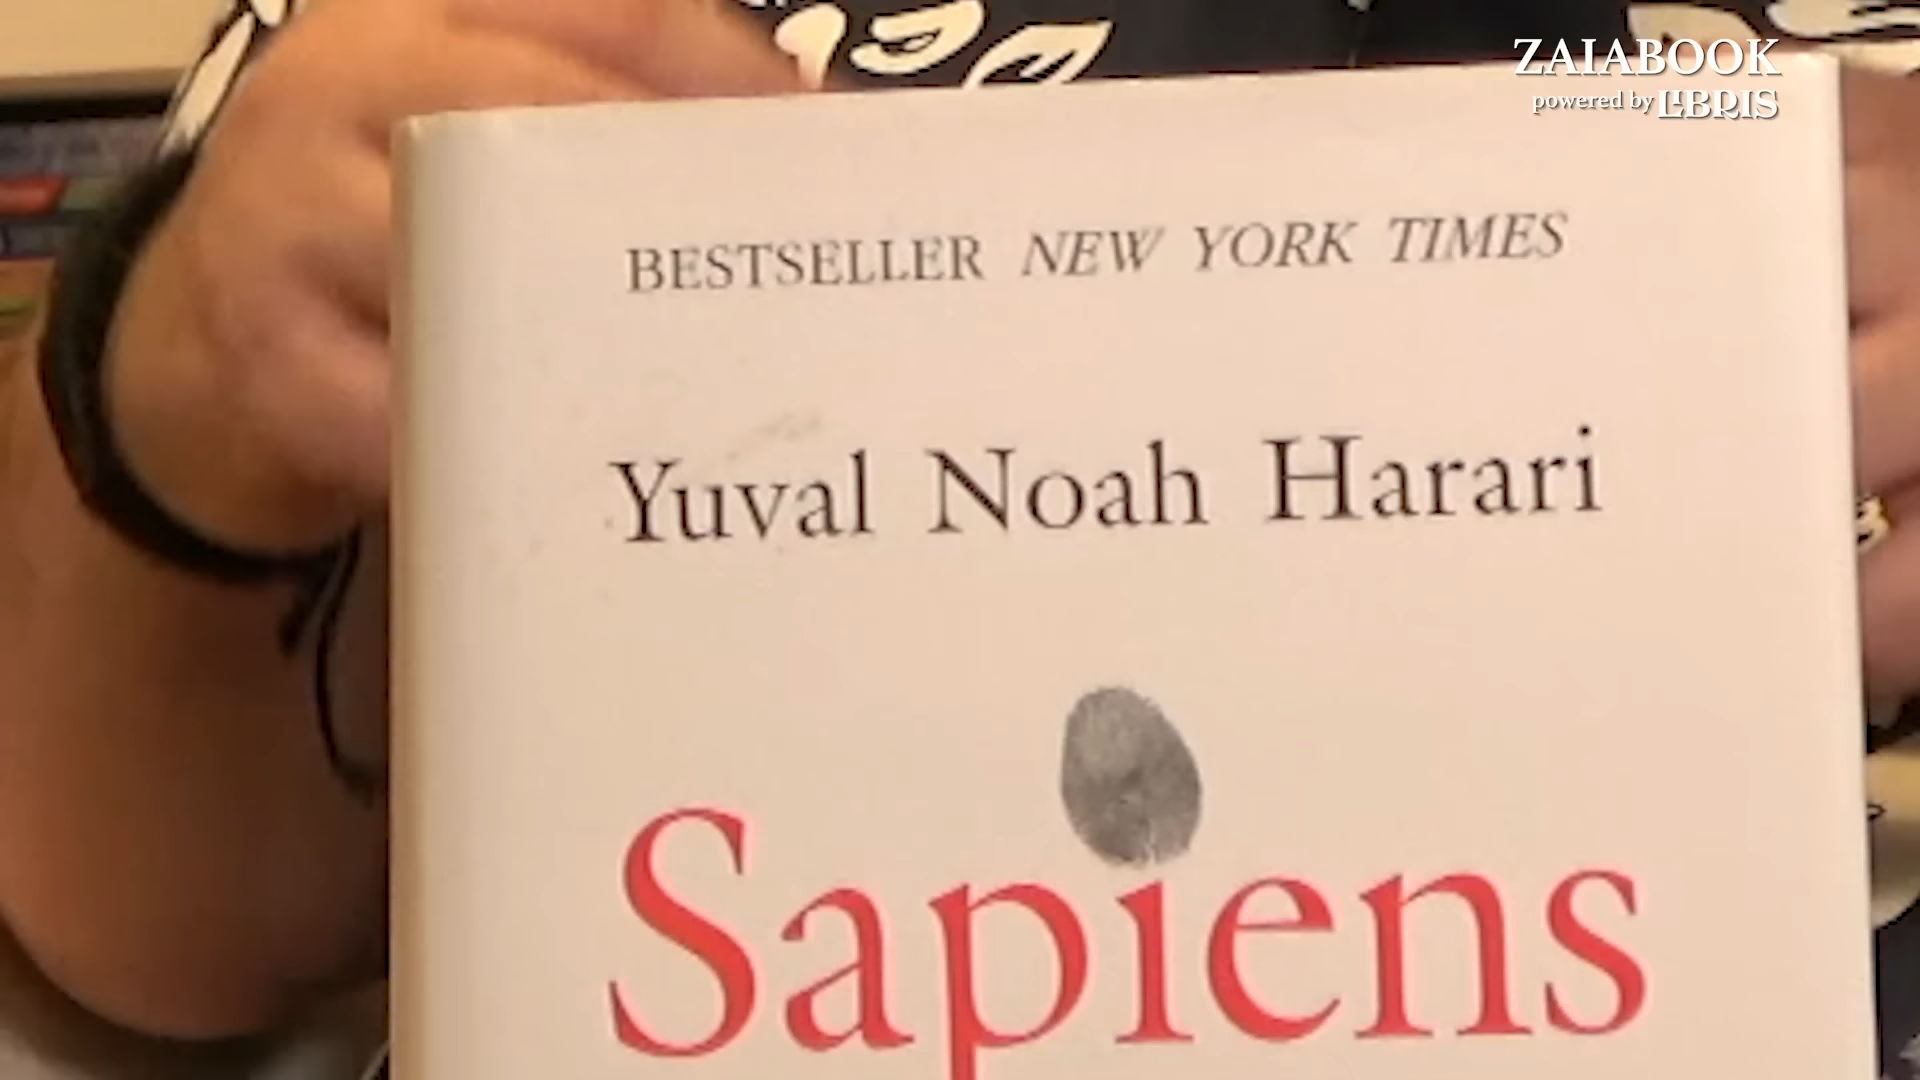 ZAIABOOK
powered by LIBRIS
BESTSELLER NEW YORK TIMES
Yuval Noah Harari
Sapiens